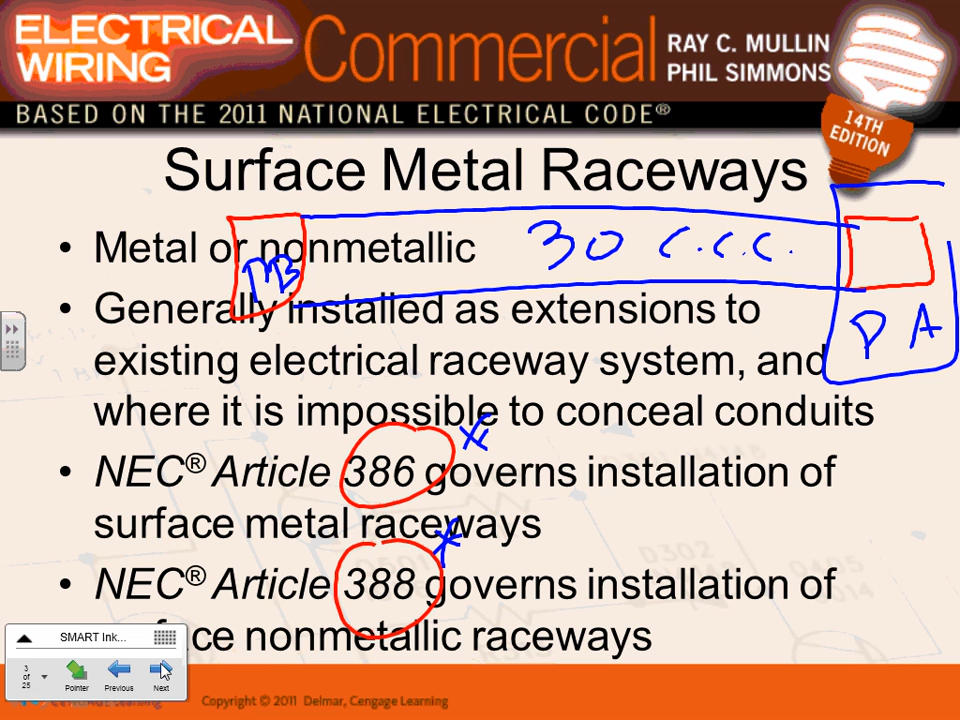 ELECTRICAL
WIRING
Commercial
RAY C. MULLIN
PHIL SIMMONS
BASED ON THE 2011 NATIONAL ELECTRICAL CODE®
14TH
EDITION
Surface Metal Raceways
• Metal or nonmetallic
30 C.C.C.
• Generally installed as extensions to
existing electrical raceway system, and
where it is impossible to conceal conduits
P A
• NEC® Article 386 governs installation of
surface metal raceways
• NEC® Article 388 governs installation of
nonmetallic raceways
SMART Ink...
3
of
25
Pointer
Previous
Next
Copyright © 2011 Delmar, Cengage Learning